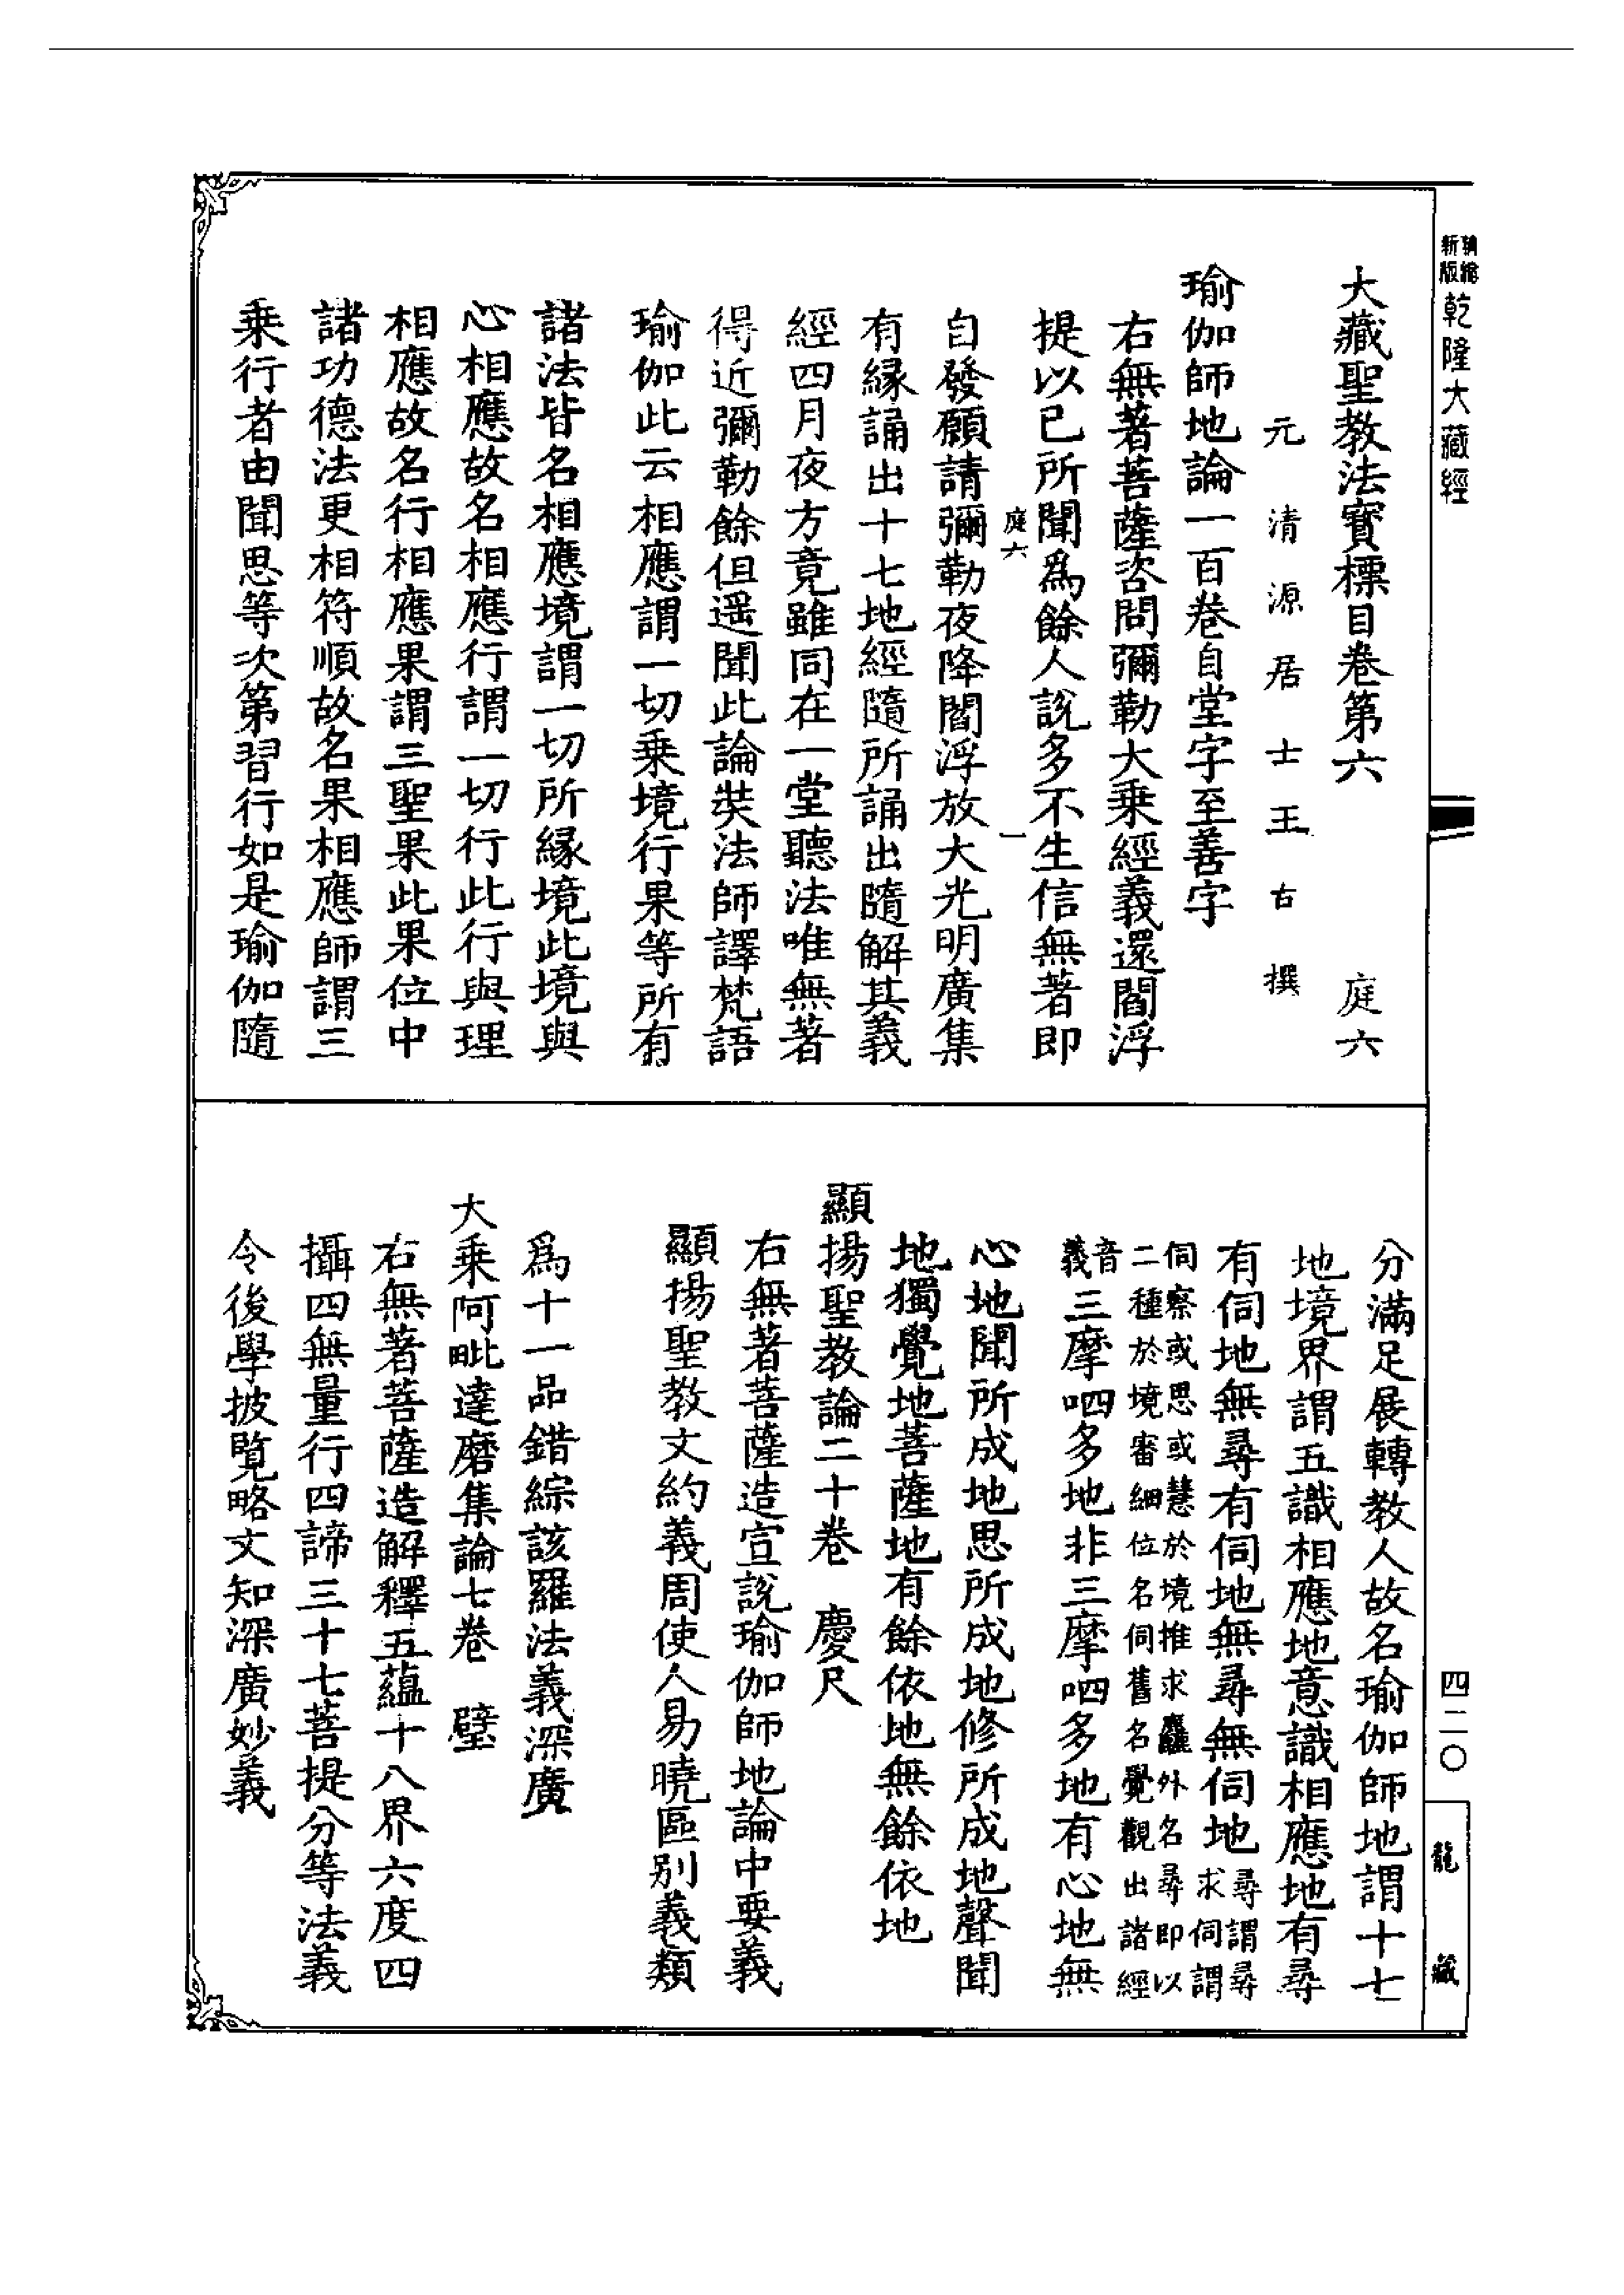 新編縮版 乾隆大藏經
大藏聖教法寶標目卷第六 庭六
元 清源居士王古撰
瑜伽師地論一百卷自堂字至善字
右無著菩薩咨問彌勒大乘經義還閻浮
提以已所聞爲餘人說多不生信無著即
庭六 一
自發願請彌勒夜降閻浮放大光明廣集
有緣誦出十七地經隨所誦出隨解其義
經四月夜方竟雖同在一堂聽法唯無著
得近彌勒餘但遥聞此論奘法師譯梵語
瑜伽此云相應謂一切乘境行果等所有
諸法皆名相應境謂一切所緣境此境與
心相應故名相應行謂一切行此行與理
相應故名行相應果謂三聖果此果位中
諸功德法更相符順故名果相應師謂三
乘行者由聞思等次第習行如是瑜伽隨
分滿足展轉教人故名瑜伽師地謂十七
地境界謂五識相應地意識相應地有尋
有伺地無尋有伺地無尋無伺地尋謂尋求伺謂
伺察或思或慧於境推求麤外名尋即以
二種於境審細位名伺舊名覺觀出諸經
音義三摩呬多地非三摩呬多地有心地無
心地聞所成地思所成地修所成地聲聞
地獨覺地菩薩地有餘依地無餘依地
顯揚聖教論二十卷 慶尺
右無著菩薩造宣說瑜伽師地論中要義
顯揚聖教文約義周使人易曉區别義類
爲十一品錯綜該羅法義深廣
大乘阿毗達磨集論七卷 璧
右無著菩薩造解釋五蘊十八界六度四
攝四無量行四諦三十七菩提分等法義
令後學披覽略文知深廣妙義
四二〇
龍藏